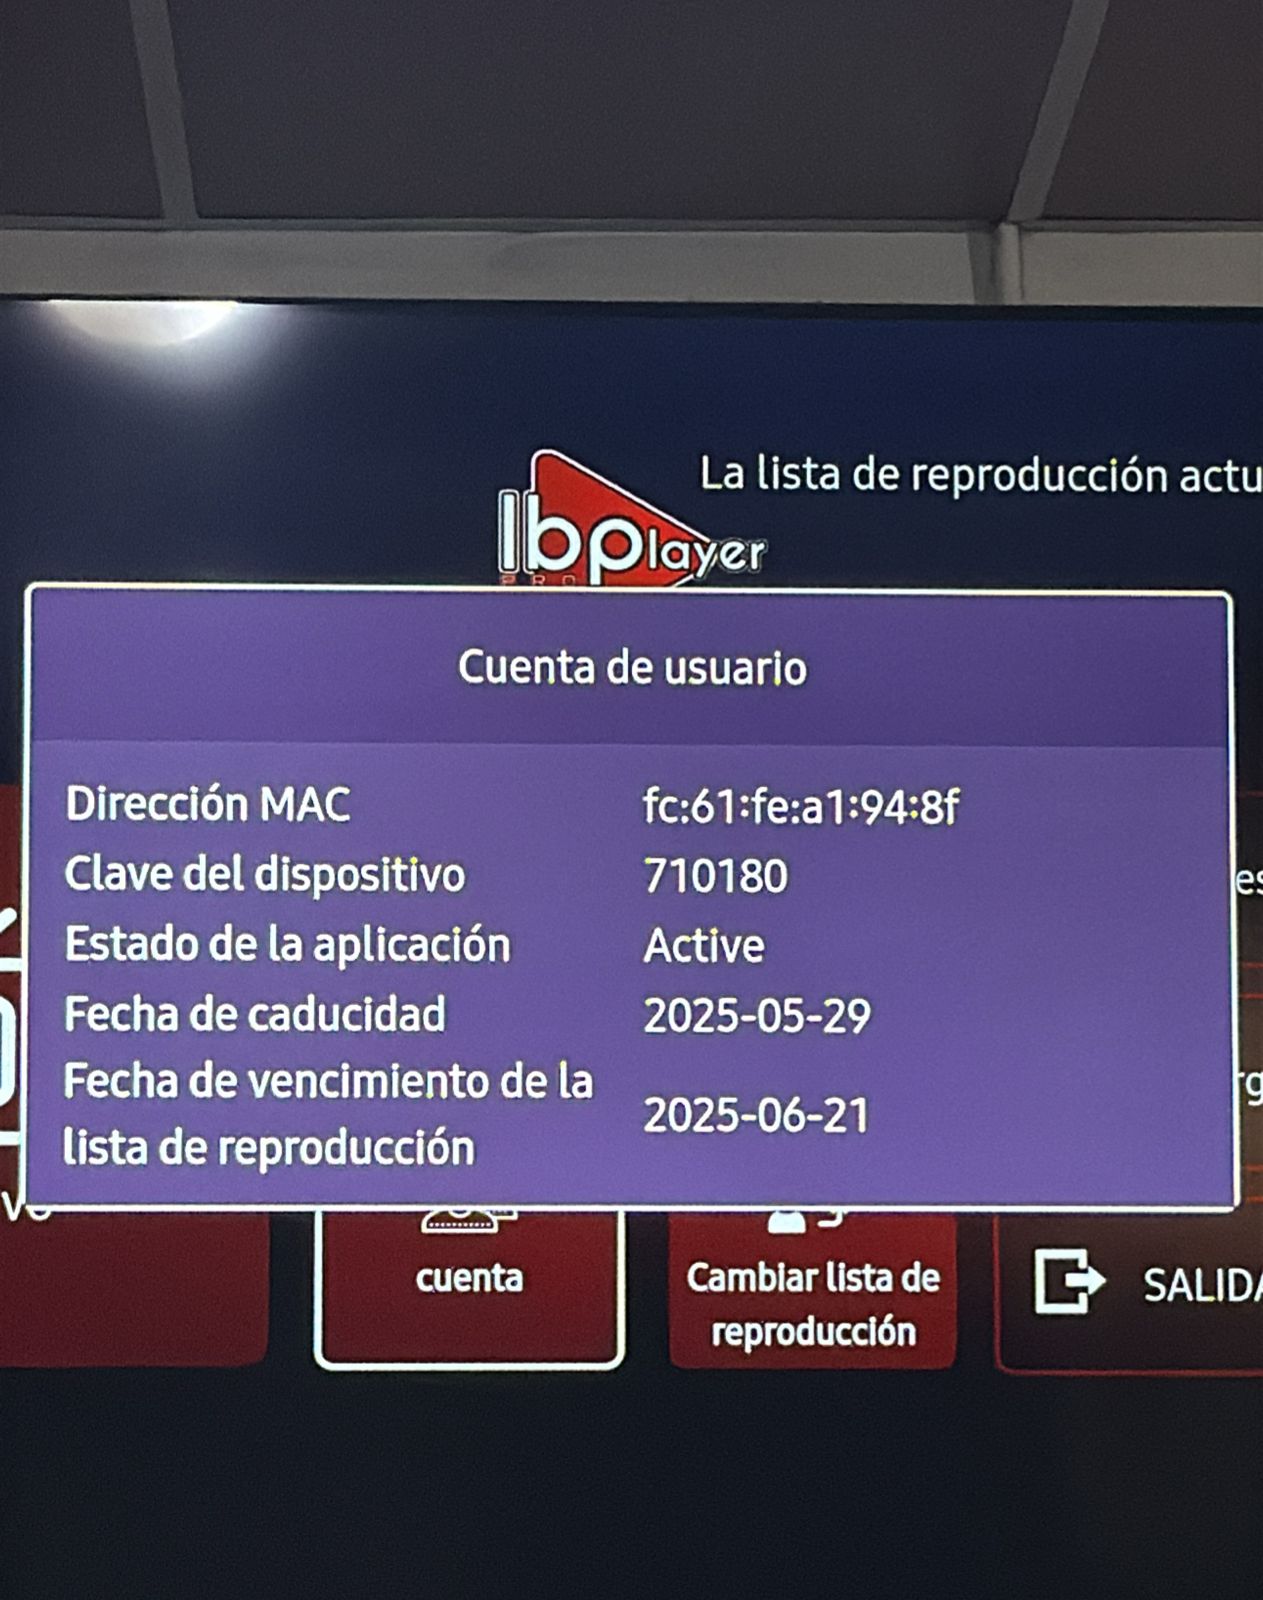 La lista de reproducción actu
Ibplayer
PRO
Cuenta de usuario
Dirección MAC fc:61:fe:a1:94:8f
Clave del dispositivo 710180
Estado de la aplicación Active
Fecha de caducidad 2025-05-29
Fecha de vencimiento de la
lista de reproducción 2025-06-21
es
rg
vo
cuenta
Cambiar lista de
reproducción
SALIDA